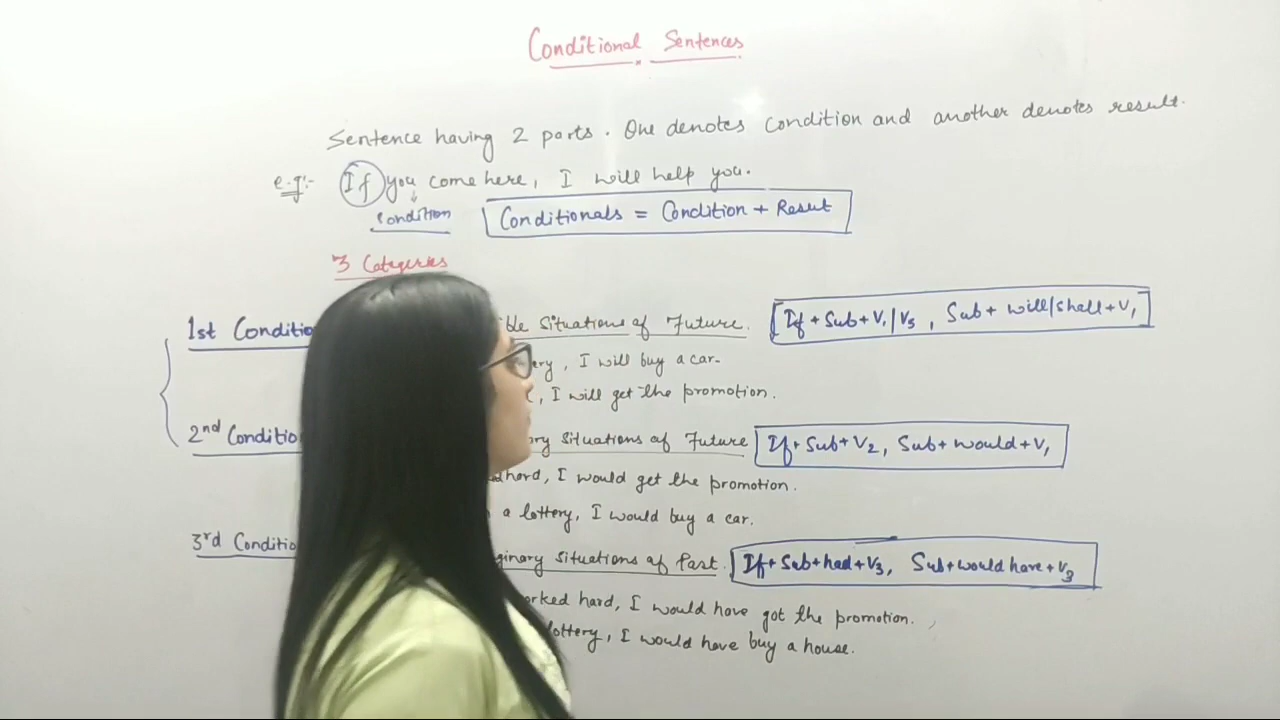 Conditional Sentences
Sentence having 2 parts. One denotes condition and another denotes result.
e.g:- If you come here, I will help you.
condition Conditionals = Condition + Result
3 Categories
1st Conditio ible situations of Future. If + Sub + V1/V5, Sub + will/shall + V1
ery, I will buy a car.
, I will get the promotion.
2nd Conditio ry situations of Future If + Sub + V2, Sub + would + V1
hard, I would get the promotion.
a lottery, I would buy a car.
3rd Conditio ginary situations of Past. If + Sub + had + V3, Sub + would have + V3
orked hard, I would have got the promotion.
lottery, I would have buy a house.